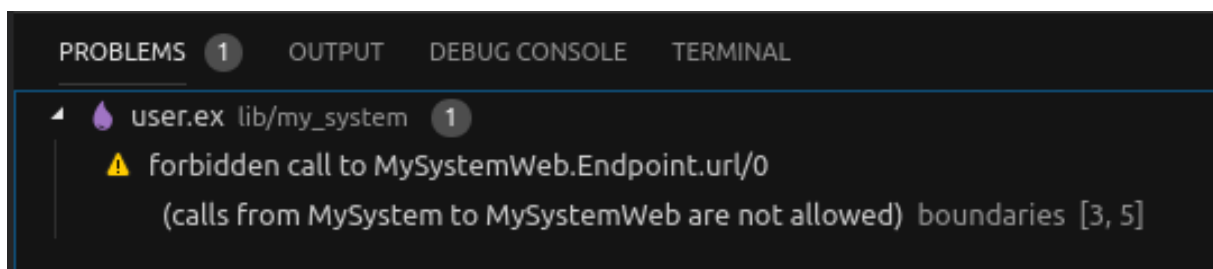 PROBLEMS 1 OUTPUT DEBUG CONSOLE TERMINAL
user.ex lib/my_system 1
forbidden call to MySystemWeb.Endpoint.url/0
(calls from MySystem to MySystemWeb are not allowed) boundaries [3, 5]